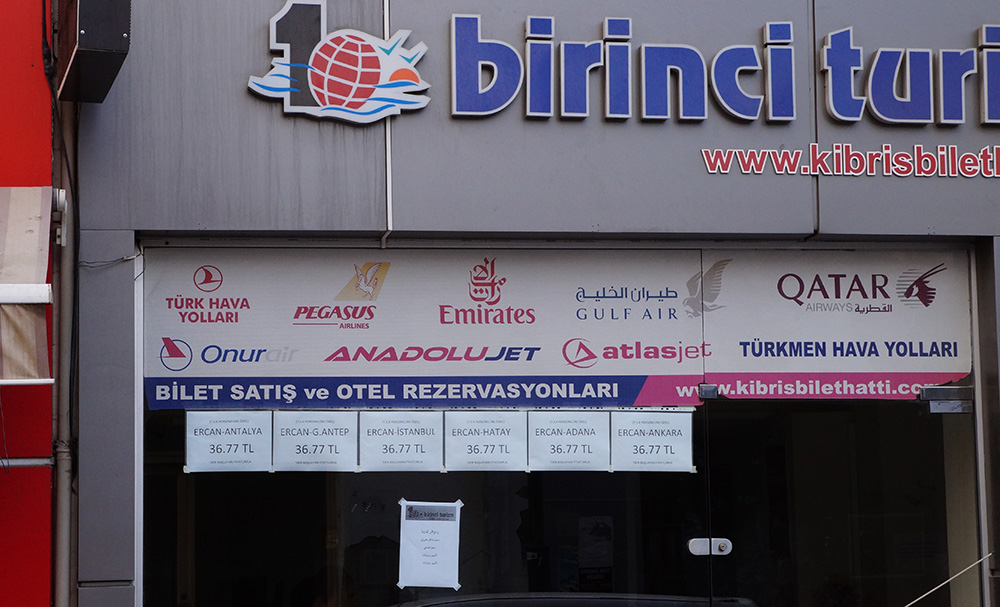 1
birinci turi
www.kibrisbileth
TÜRK HAVA
YOLLARI
PEGASUS
AIRLINES
Emirates
طيران الخليج
GULF AIR
QATAR
AIRWAYS القطرية
Onurair
ANADOLUJET
atlasjet
TÜRKMEN HAVA YOLLARI
BİLET SATIŞ ve OTEL REZERVASYONLARI
www.kibrisbilethatti.com
ERCAN-ANTALYA
36.77 TL
ERCAN-G.ANTEP
36.77 TL
ERCAN-İSTANBUL
36.77 TL
ERCAN-HATAY
36.77 TL
ERCAN-ADANA
36.77 TL
ERCAN-ANKARA
36.77 TL